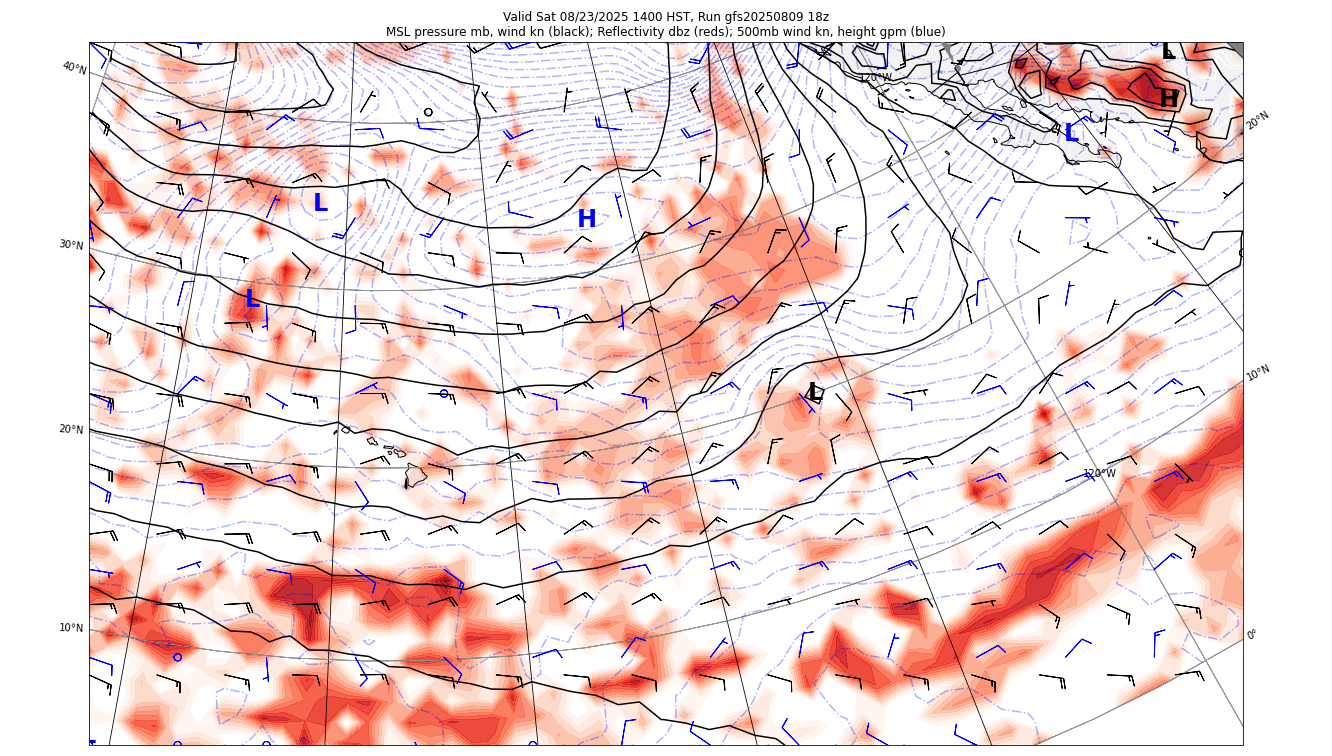 Valid Sat 08/23/2025 1400 HST, Run gfs20250809 18z
MSL pressure mb, wind kn (black); Reflectivity dbz (reds); 500mb wind kn, height gpm (blue)
L
40°N
120°W
H
20°N
L
L
H
30°N
L
10°N
L
20°N
120°W
10°N
0°